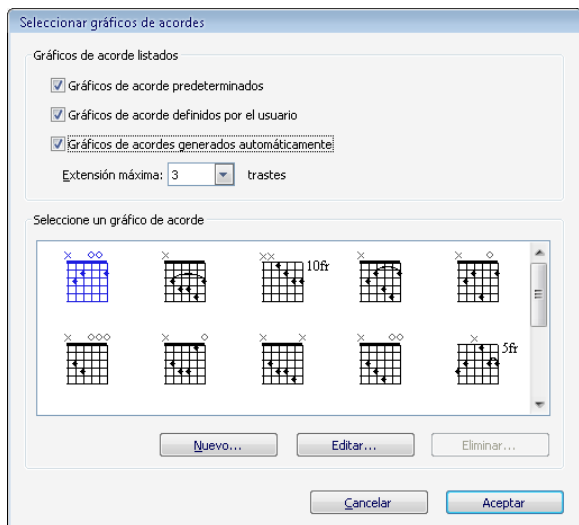 Seleccionar gráficos de acordes
Gráficos de acorde listados
Gráficos de acorde predeterminados
Gráficos de acorde definidos por el usuario
Gráficos de acordes generados automáticamente
Extensión máxima: 3 trastes
Seleccione un gráfico de acorde
10fr
5fr
Nuevo... Editar... Eliminar...
Cancelar Aceptar